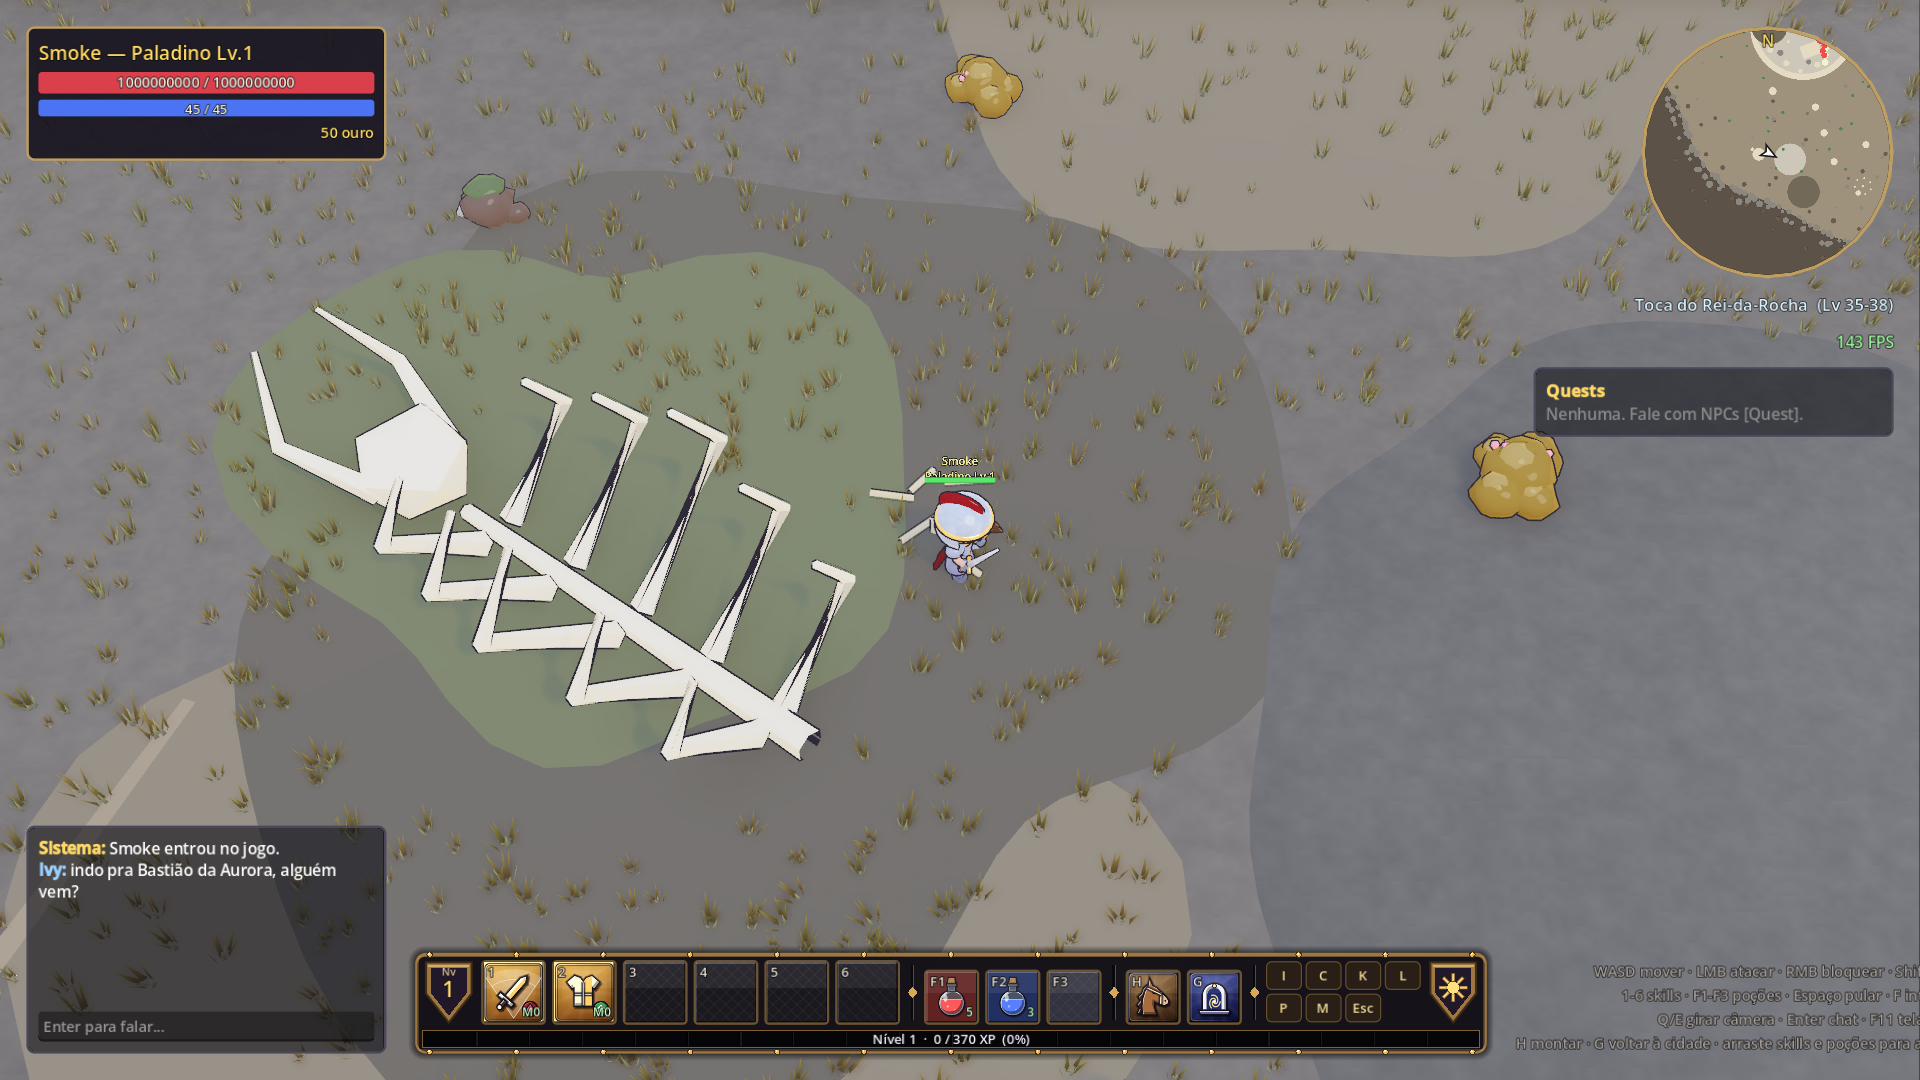 Smoke — Paladino Lv.1
1000000000 / 1000000000
45 / 45
50 ouro
N
Toca do Rei-da-Rocha (Lv 35-38)
143 FPS
Quests
Nenhuma. Fale com NPCs [Quest].
Smoke
Paladino Lv.1
Sistema: Smoke entrou no jogo.
Ivy: indo pra Bastião da Aurora, alguém
vem?
Enter para falar...
Nv
1
1
M0
2
M0
3
4
5
6
F1
5
F2
3
F3
H
G
I
C
K
L
P
M
Esc
Nível 1 · 0 / 370 XP (0%)
WASD mover · LMB atacar · RMB bloquear ·
1-6 skills · F1-F3 poções · Espaço pular · F
Q/E girar câmera · Enter chat · F11
H montar · G voltar à cidade · arraste skills e poções para